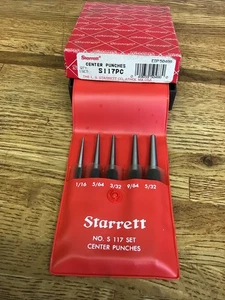 Starrett
CENTER PUNCHES
S117PC
1/16 5/64 3/32 9/64 5/32
Starrett
NO. S 117 SET
CENTER PUNCHES